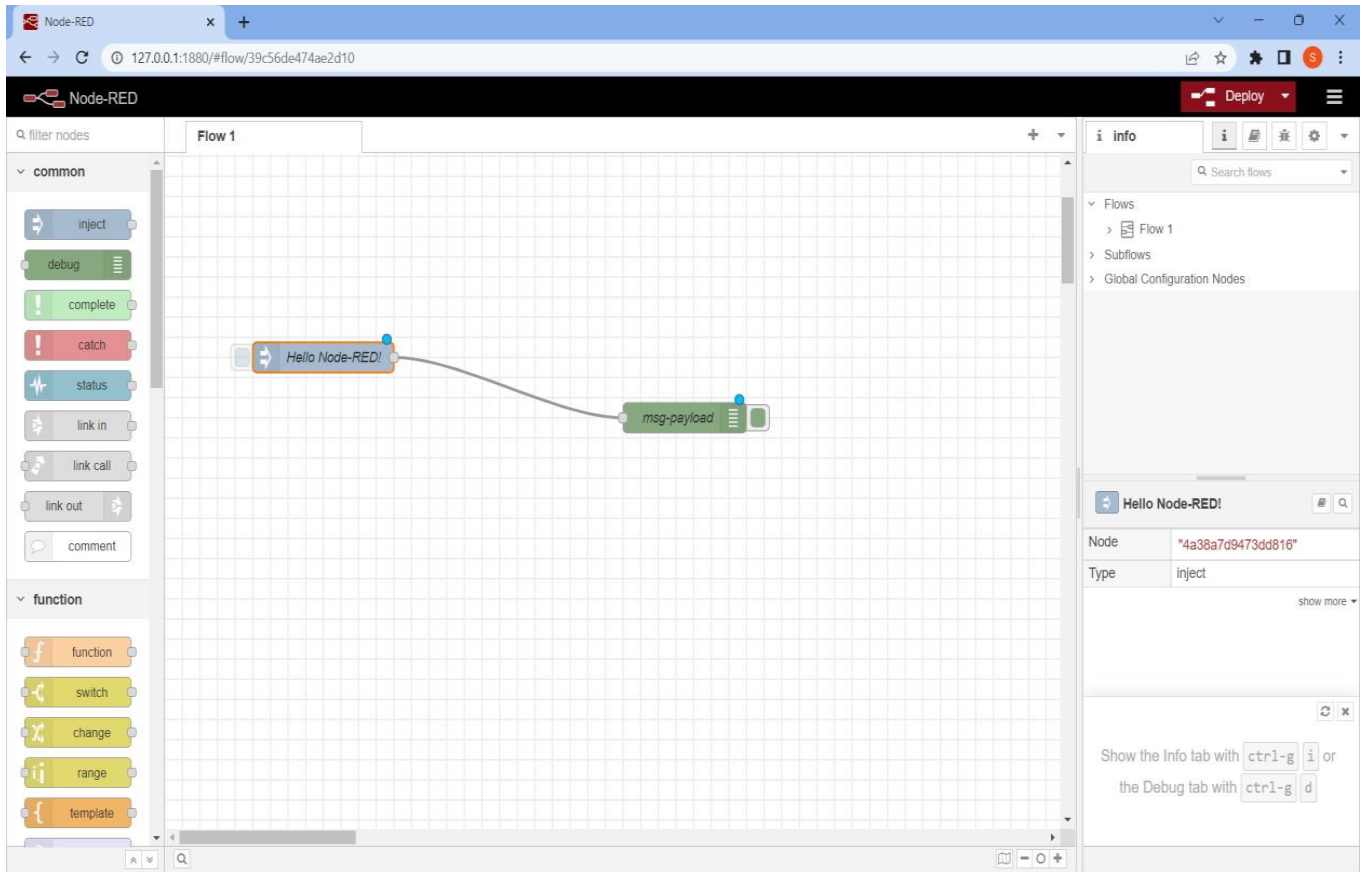 Node-RED
127.0.0.1:1880/#flow/39c56de474ae2d10
S
Node-RED
Deploy
filter nodes
Flow 1
i info
i
common
Search flows
inject
Flows
Flow 1
debug
Subflows
Global Configuration Nodes
complete
catch
Hello Node-RED!
status
msg-payload
link in
link call
link out
Hello Node-RED!
comment
Node "4a38a7d9473dd816"
Type inject
function
show more
function
switch
change
Show the Info tab with ctrl-g i or
the Debug tab with ctrl-g d
range
template